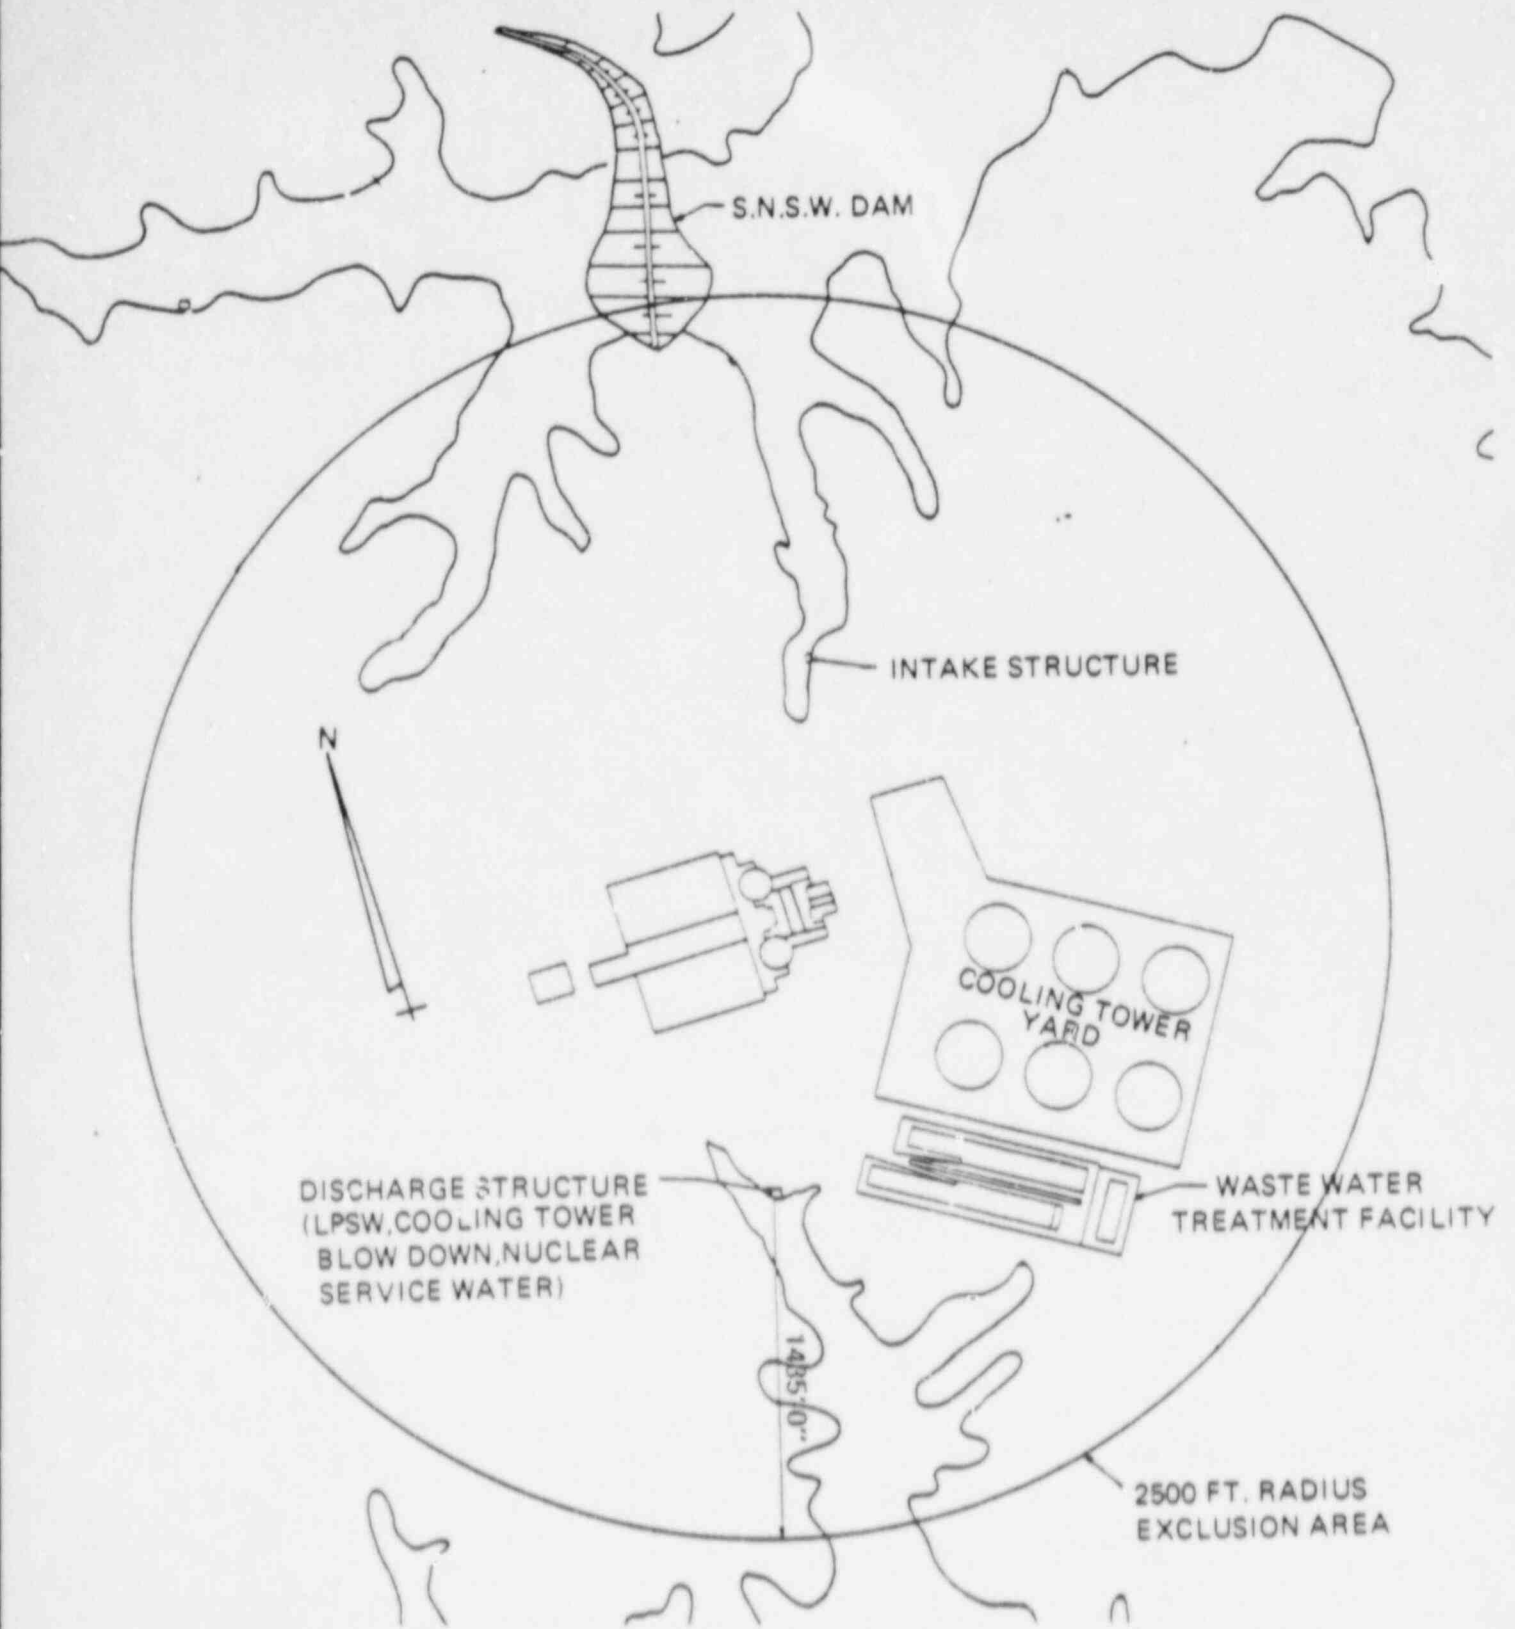 S.N.S.W. DAM
INTAKE STRUCTURE
N
COOLING TOWER
YARD
DISCHARGE STRUCTURE
(LPSW,COOLING TOWER
BLOW DOWN,NUCLEAR
SERVICE WATER)
WASTE WATER
TREATMENT FACILITY
1485'0"
2500 FT. RADIUS
EXCLUSION AREA